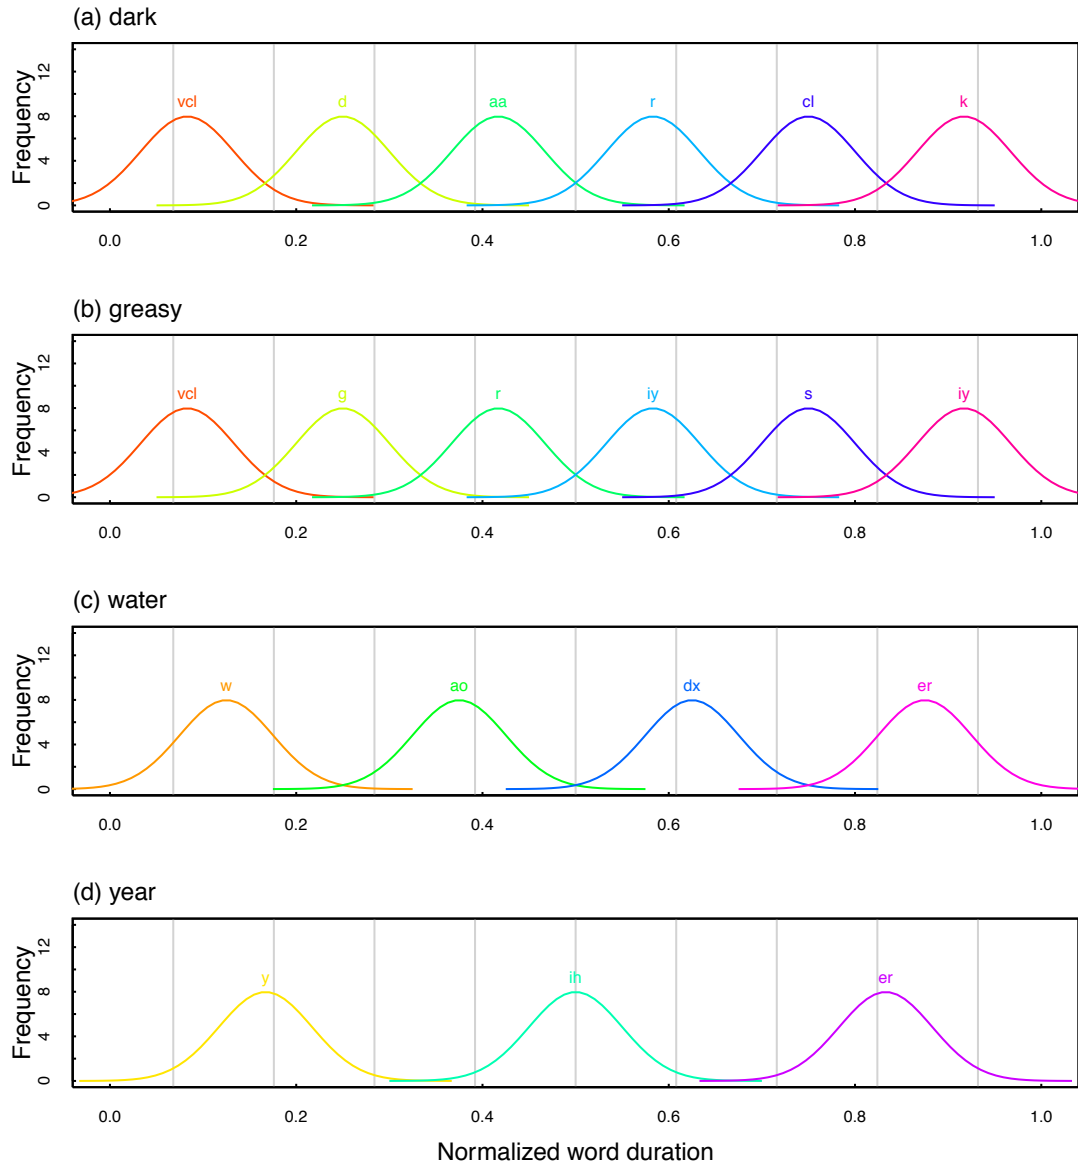 (a) dark
Frequency
12
8
4
0
vcl d aa r cl k
0.0 0.2 0.4 0.6 0.8 1.0
(b) greasy
Frequency
12
8
4
0
vcl g r iy s iy
0.0 0.2 0.4 0.6 0.8 1.0
(c) water
Frequency
12
8
4
0
w ao dx er
0.0 0.2 0.4 0.6 0.8 1.0
(d) year
Frequency
12
8
4
0
y ih er
0.0 0.2 0.4 0.6 0.8 1.0
Normalized word duration